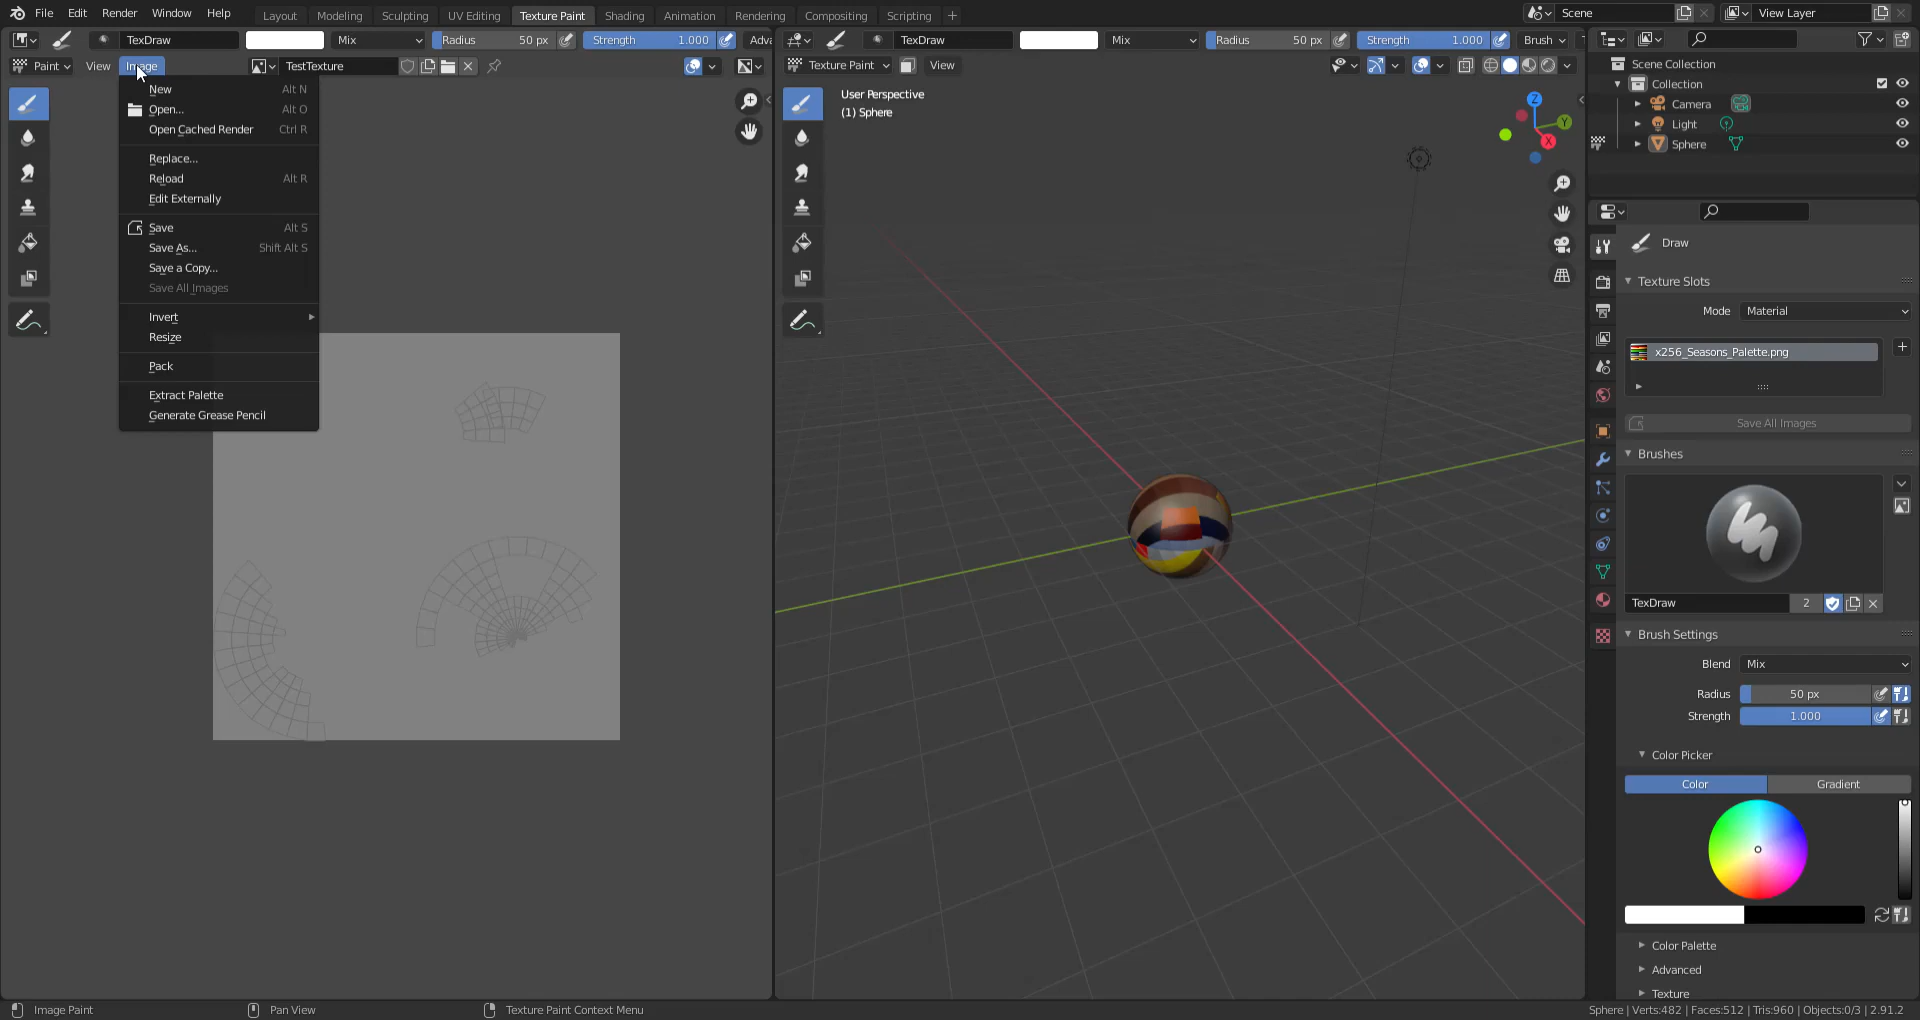 File Edit Render Window Help Layout Modeling Sculpting UV Editing Texture Paint Shading Animation Rendering Compositing Scripting + Scene View Layer
TexDraw Mix Radius 50 px Strength 1.000 Adva
TexDraw Mix Radius 50 px Strength 1.000 Brush
Paint View Image TestTexture
Texture Paint View
New Alt N
Open... Alt O
Open Cached Render Ctrl R
Replace...
Reload Alt R
Edit Externally
Save Alt S
Save As... Shift Alt S
Save a Copy...
Save All Images
Invert
Resize
Pack
Extract Palette
Generate Grease Pencil
User Perspective
(1) Sphere
Z
Y
X
Scene Collection
Collection
Camera
Light
Sphere
Draw
Texture Slots
Mode Material
x256_Seasons_Palette.png
Save All Images
Brushes
TexDraw 2
Brush Settings
Blend Mix
Radius 50 px
Strength 1.000
Color Picker
Color Gradient
Color Palette
Advanced
Texture
Image Paint Pan View Texture Paint Context Menu Sphere | Verts:482 | Faces:512 | Tris:960 | Objects:0/3 | 2.91.2